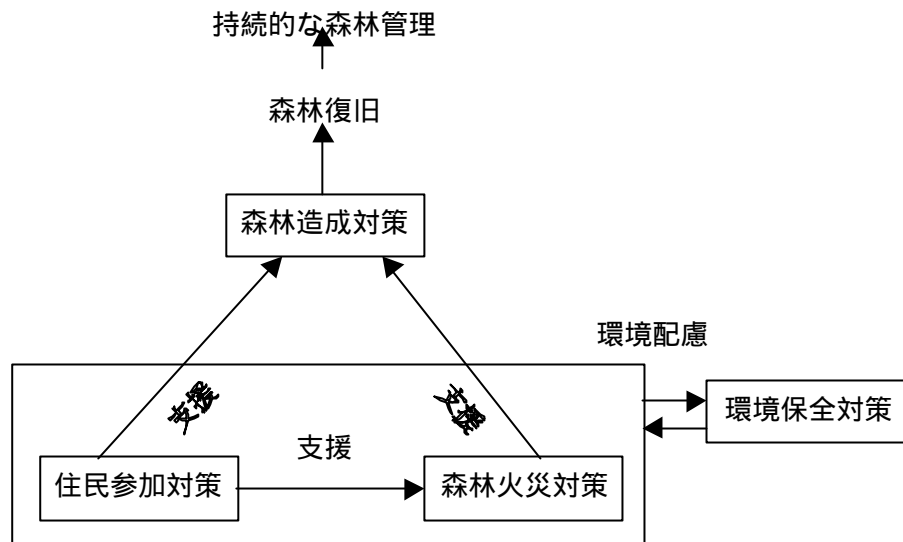 持続的な森林管理
森林復旧
森林造成対策
環境配慮
環境保全対策
支援
支援
支援
住民参加対策
森林火災対策